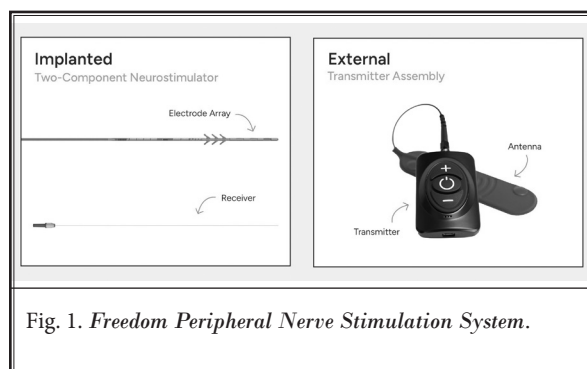 Implanted
Two-Component Neurostimulator
Electrode Array
Receiver
External
Transmitter Assembly
Antenna
Transmitter
Fig. 1. Freedom Peripheral Nerve Stimulation System.